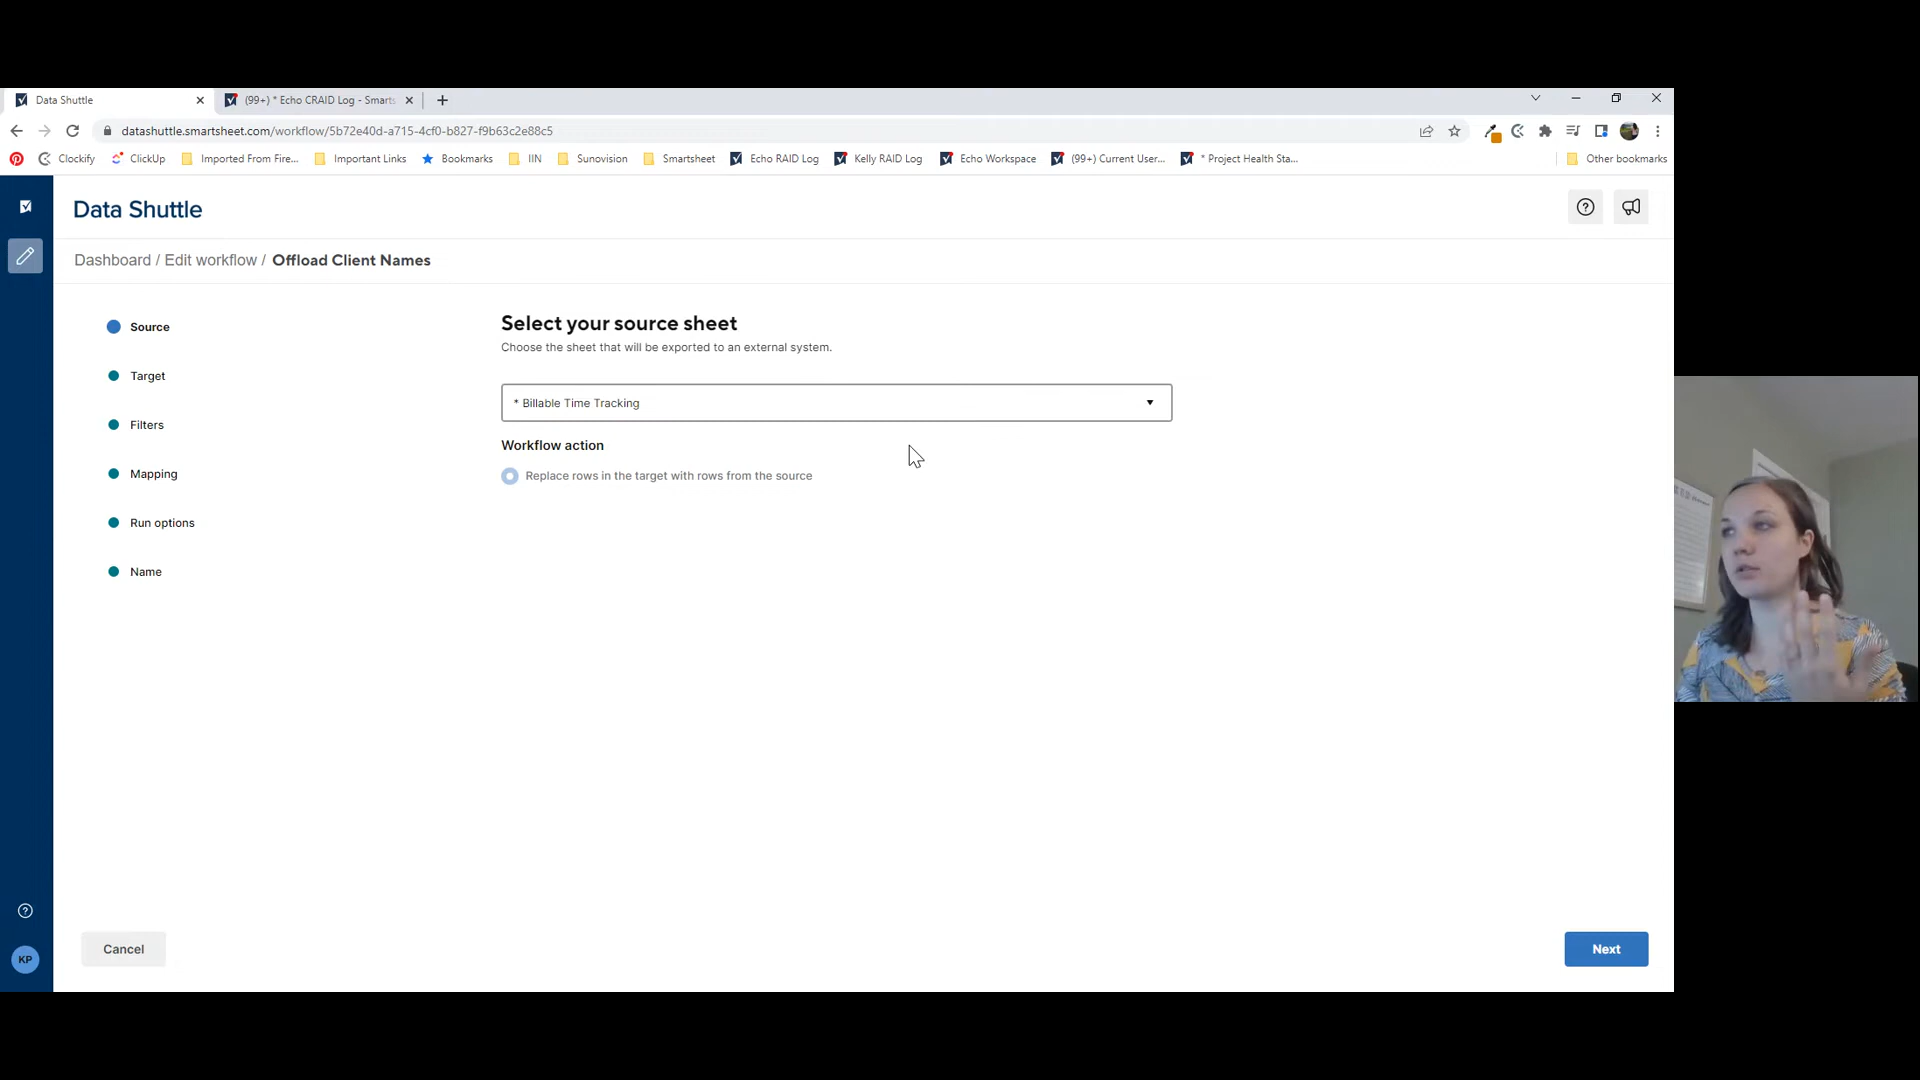 Data Shuttle
(99+) * Echo CRAID Log - Smarts
datashuttle.smartsheet.com/workflow/5b72e40d-a715-4cf0-b827-f9b63c2e88c5
Clockify
ClickUp
Imported From Fire...
Important Links
Bookmarks
IIN
Sunovision
Smartsheet
Echo RAID Log
Kelly RAID Log
Echo Workspace
(99+) Current User...
* Project Health Sta...
Other bookmarks
Data Shuttle
Dashboard / Edit workflow / Offload Client Names
Source
Target
Filters
Mapping
Run options
Name
Select your source sheet
Choose the sheet that will be exported to an external system.
* Billable Time Tracking
Workflow action
Replace rows in the target with rows from the source
KP
Cancel
Next